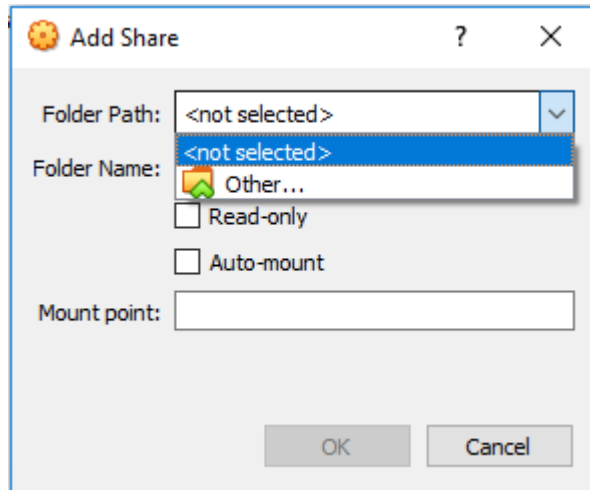 Add Share ?
Folder Path: <not selected>
<not selected>
Folder Name:
Other...
Read-only
Auto-mount
Mount point:
OK Cancel